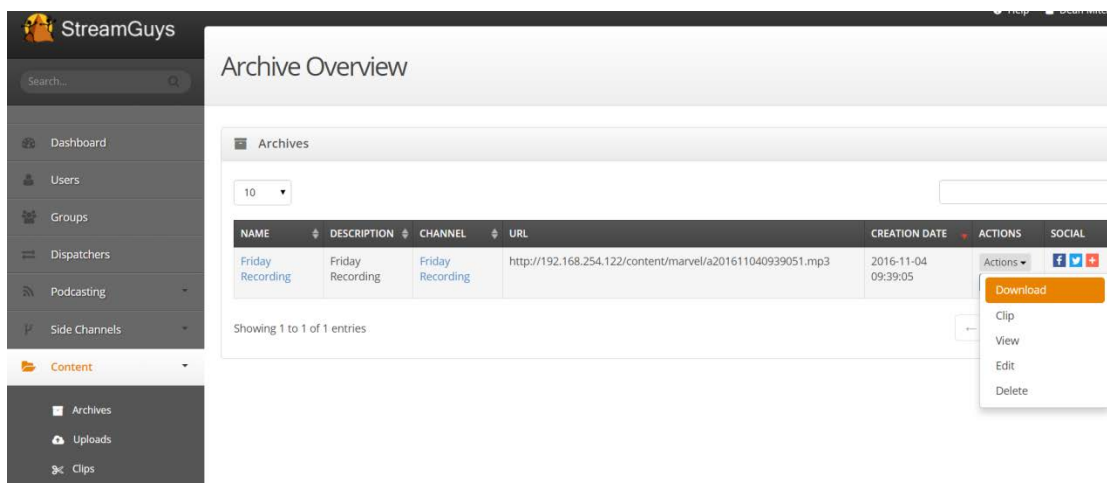 StreamGuys
Help
Search...
Archive Overview
Dashboard
Users
Groups
Dispatchers
Podcasting
Side Channels
Content
Archives
Uploads
Clips
Archives
10
NAME DESCRIPTION CHANNEL URL CREATION DATE ACTIONS SOCIAL
Friday Friday Friday http://192.168.254.122/content/marvel/a201611040939051.mp3 2016-11-04 Actions
Recording Recording Recording 09:39:05
Download
Clip
View
Edit
Delete
Showing 1 to 1 of 1 entries